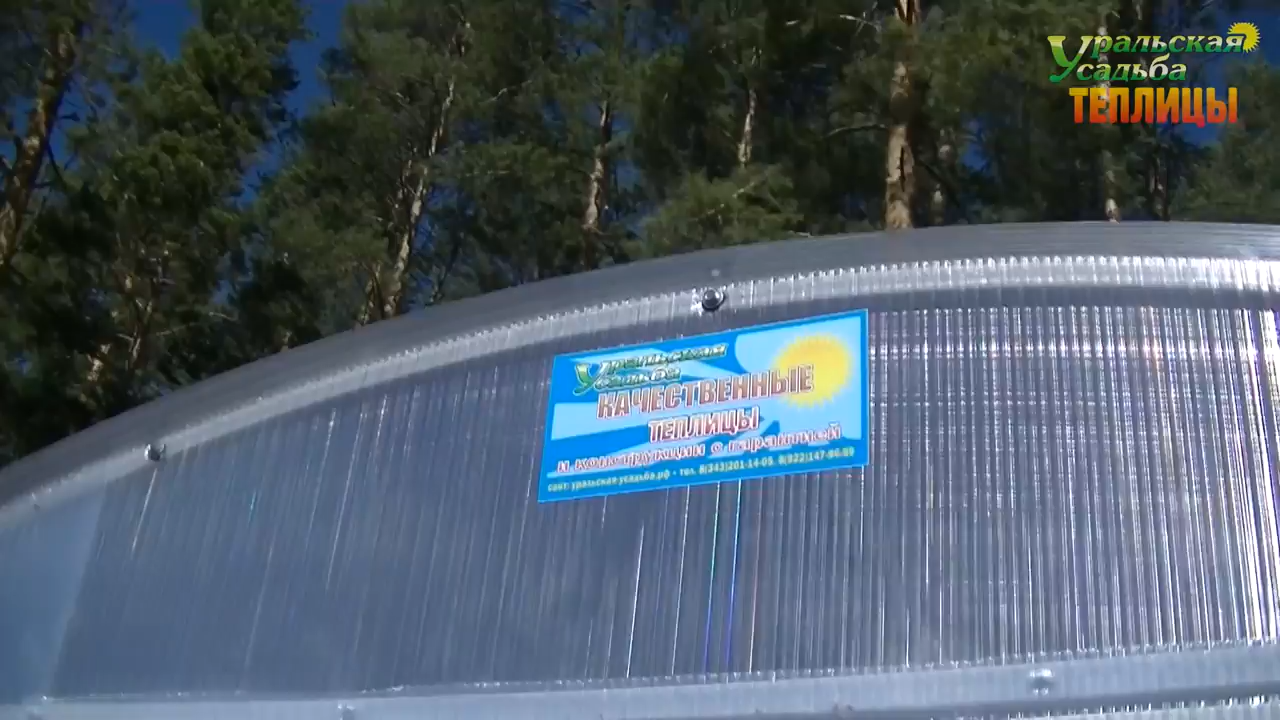 Уральская
Усадьба
ТЕПЛИЦЫ
Уральская
Усадьба
КАЧЕСТВЕННЫЕ
ТЕПЛИЦЫ
и конструкции с гарантией
сайт: уральская усадьба.рф • тел. 8(343)201-14-05, 8(922)147-86-69